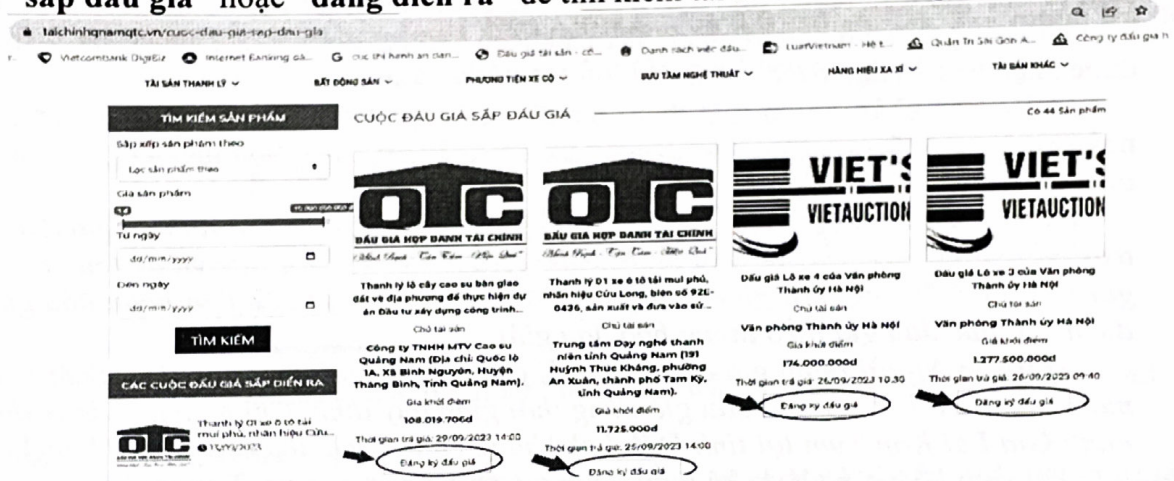 sắp đấu giá" hoặc "đang diễn ra" để tìm kiếm
taichinhqnamqtc.vn/cuoc-dau-gia-sap-dau-gia
Vietcombank DigiBiz
Internet Banking
cục thi hành án dân...
Đấu giá tài sản - cổ...
Danh sách việc đấu...
LuatVietnam - Hệ t...
Quản Trị Sài Gòn A...
Công ty đấu giá h
TÀI SẢN THANH LÝ
BẤT ĐỘNG SẢN
PHƯƠNG TIỆN XE CỘ
SƯU TẦM NGHỆ THUẬT
HÀNG HIỆU XA XỈ
TÀI SẢN KHÁC
TÌM KIẾM SẢN PHẨM
Sắp xếp sản phẩm theo
Lọc sản phẩm theo
Giá sản phẩm
Từ ngày
dd/mm/yyyy
Đến ngày
dd/mm/yyyy
TÌM KIẾM
CÁC CUỘC ĐẤU GIÁ SẮP DIỄN RA
Thanh lý 01 xe ô tô tải
mui phủ, nhãn hiệu Cửu...
CUỘC ĐẤU GIÁ SẮP ĐẤU GIÁ
Có 44 Sản phẩm
QTC
ĐẤU GIÁ HỢP DANH TÀI CHÍNH
Thanh lý lô cây cao su bàn giao
đất về địa phương để thực hiện dự
án Đầu tư xây dựng công trình...
Chủ tài sản
Công ty TNHH MTV Cao su
Quảng Nam (Địa chỉ: Quốc lộ
1A, Xã Bình Nguyên, Huyện
Thăng Bình, Tỉnh Quảng Nam).
Giá khởi điểm
108.019.706đ
Thời gian trả giá: 29/09/2023 14:00
Đăng ký đấu giá
QTC
ĐẤU GIÁ HỢP DANH TÀI CHÍNH
Thanh lý 01 xe ô tô tải mui phủ,
nhãn hiệu Cửu Long, biển số 92E-
0436, sản xuất và đưa vào sử...
Chủ tài sản
Trung tâm Dạy nghề thanh
niên tỉnh Quảng Nam (191
Huỳnh Thúc Kháng, phường
An Xuân, thành phố Tam Kỳ,
tỉnh Quảng Nam).
Giá khởi điểm
11.725.000đ
Thời gian trả giá: 25/09/2023 14:00
Đăng ký đấu giá
VIET'S
VIETAUCTION
Đấu giá Lô xe 4 của Văn phòng
Thành ủy Hà Nội
Chủ tài sản
Văn phòng Thành ủy Hà Nội
Giá khởi điểm
174.000.000đ
Thời gian trả giá: 26/09/2023 10:30
Đăng ký đấu giá
VIET'S
VIETAUCTION
Đấu giá Lô xe 3 của Văn phòng
Thành ủy Hà Nội
Chủ tài sản
Văn phòng Thành ủy Hà Nội
Giá khởi điểm
1.277.500.000đ
Thời gian trả giá: 26/09/2023 09:40
Đăng ký đấu giá